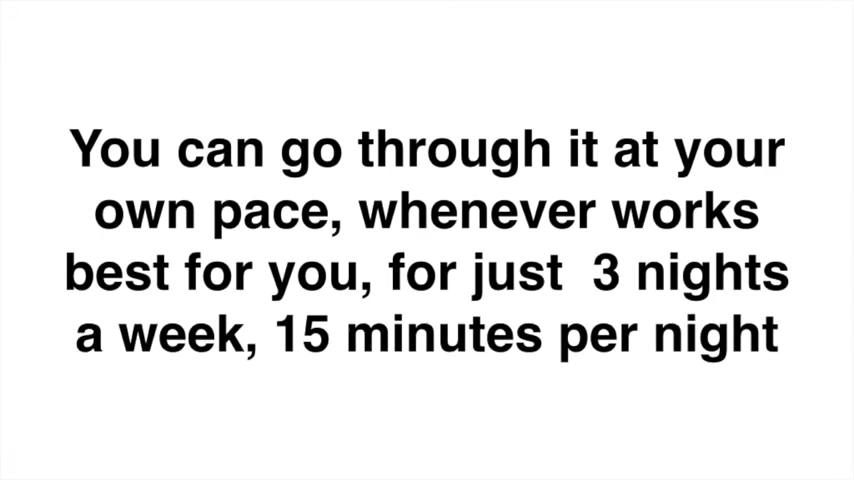 You can go through it at your
own pace, whenever works
best for you, for just  3 nights
a week, 15 minutes per night